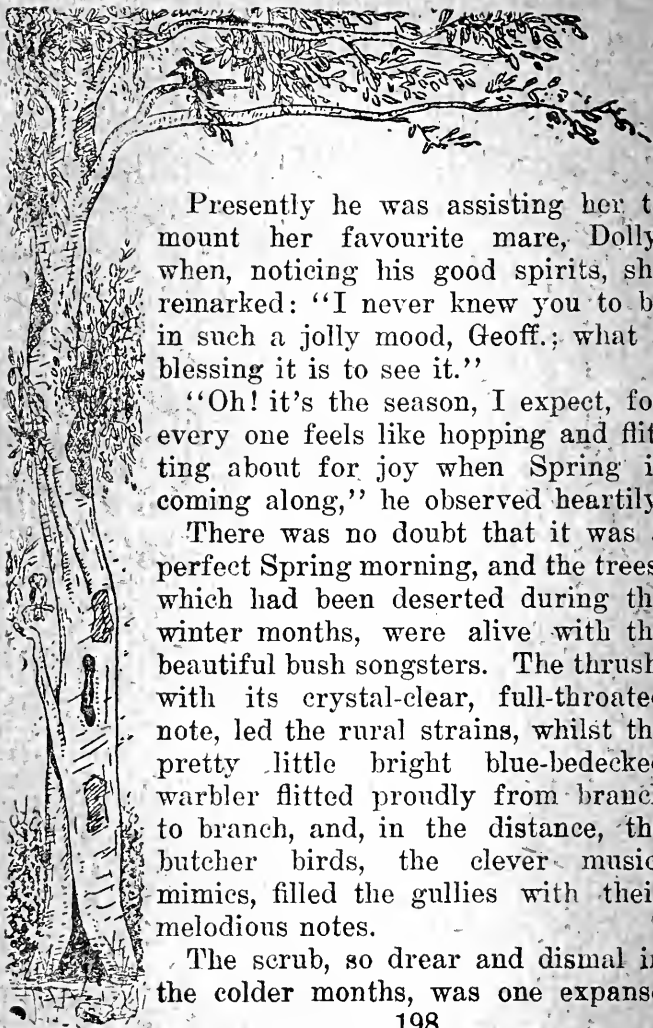 Presently he was assisting her t
mount her favourite mare, Dolly
when, noticing his good spirits, sh
remarked: “I never knew you to b
in such a jolly mood, Geoff.; what
blessing it is to see it.”
“Oh! it’s the season, I expect, fo
every one feels like hopping and flit-
ting about for joy when Spring i
coming along,” he observed heartily
There was no doubt that it was
perfect Spring morning, and the trees
which had been deserted during th
winter months, were alive with th
beautiful bush songsters. The thrush
with its crystal-clear, full-throate
note, led the rural strains, whilst th
pretty little bright blue-bedecke
warbler flitted proudly from branc
to branch, and, in the distance, th
butcher birds, the clever music
mimics, filled the gullies with thei
melodious notes.
The scrub, so drear and dismal i
the colder months, was one expans
198